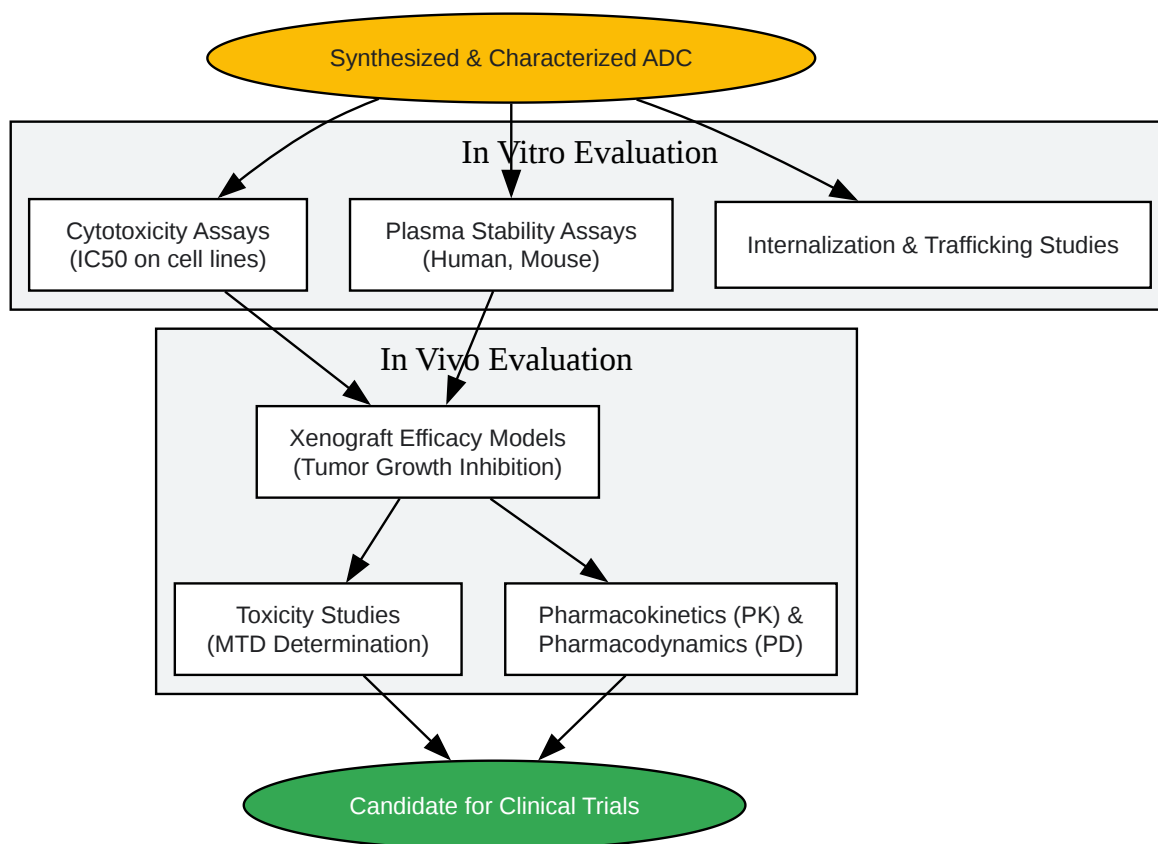 Synthesized & Characterized ADC
In Vitro Evaluation
Cytotoxicity Assays
(IC50 on cell lines)
Plasma Stability Assays
(Human, Mouse)
Internalization & Trafficking Studies
In Vivo Evaluation
Xenograft Efficacy Models
(Tumor Growth Inhibition)
Toxicity Studies
(MTD Determination)
Pharmacokinetics (PK) &
Pharmacodynamics (PD)
Candidate for Clinical Trials